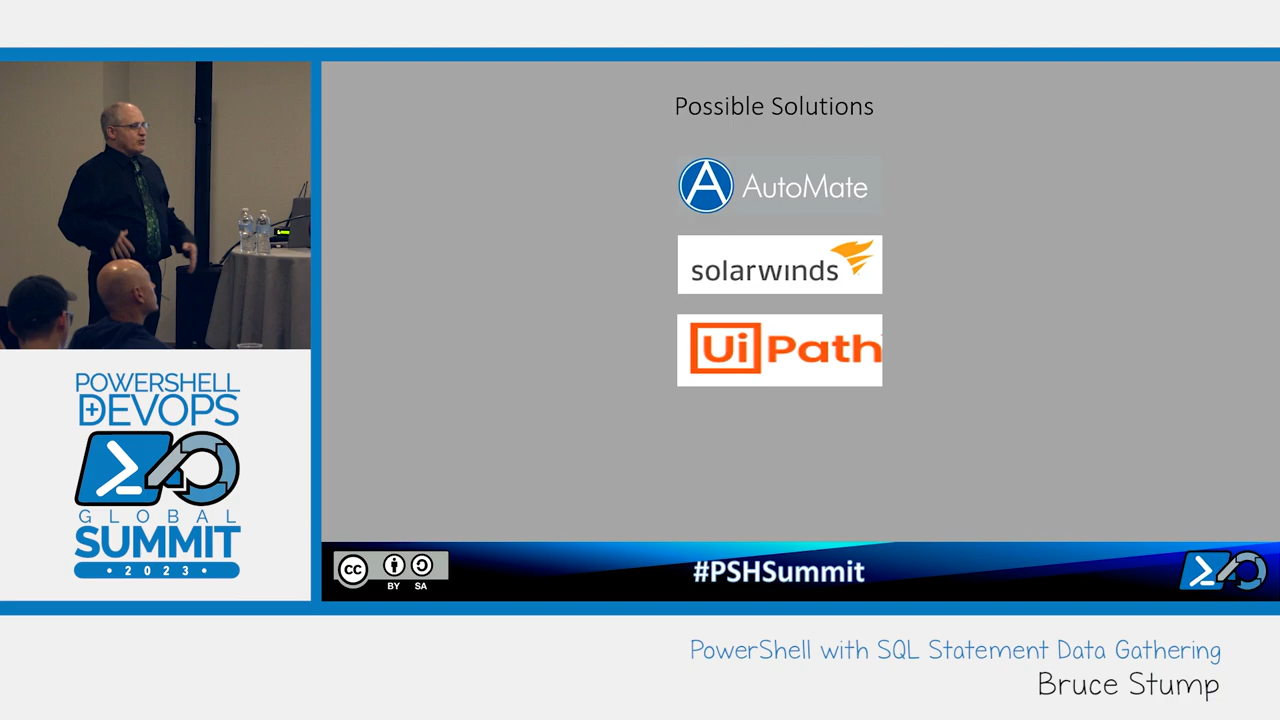 Possible Solutions
A AutoMate
solarwinds
UiPath
POWERSHELL
+DEVOPS
GLOBAL
SUMMIT
• 2023 •
cc
BY SA
#PSHSummit
PowerShell with SQL Statement Data Gathering
Bruce Stump